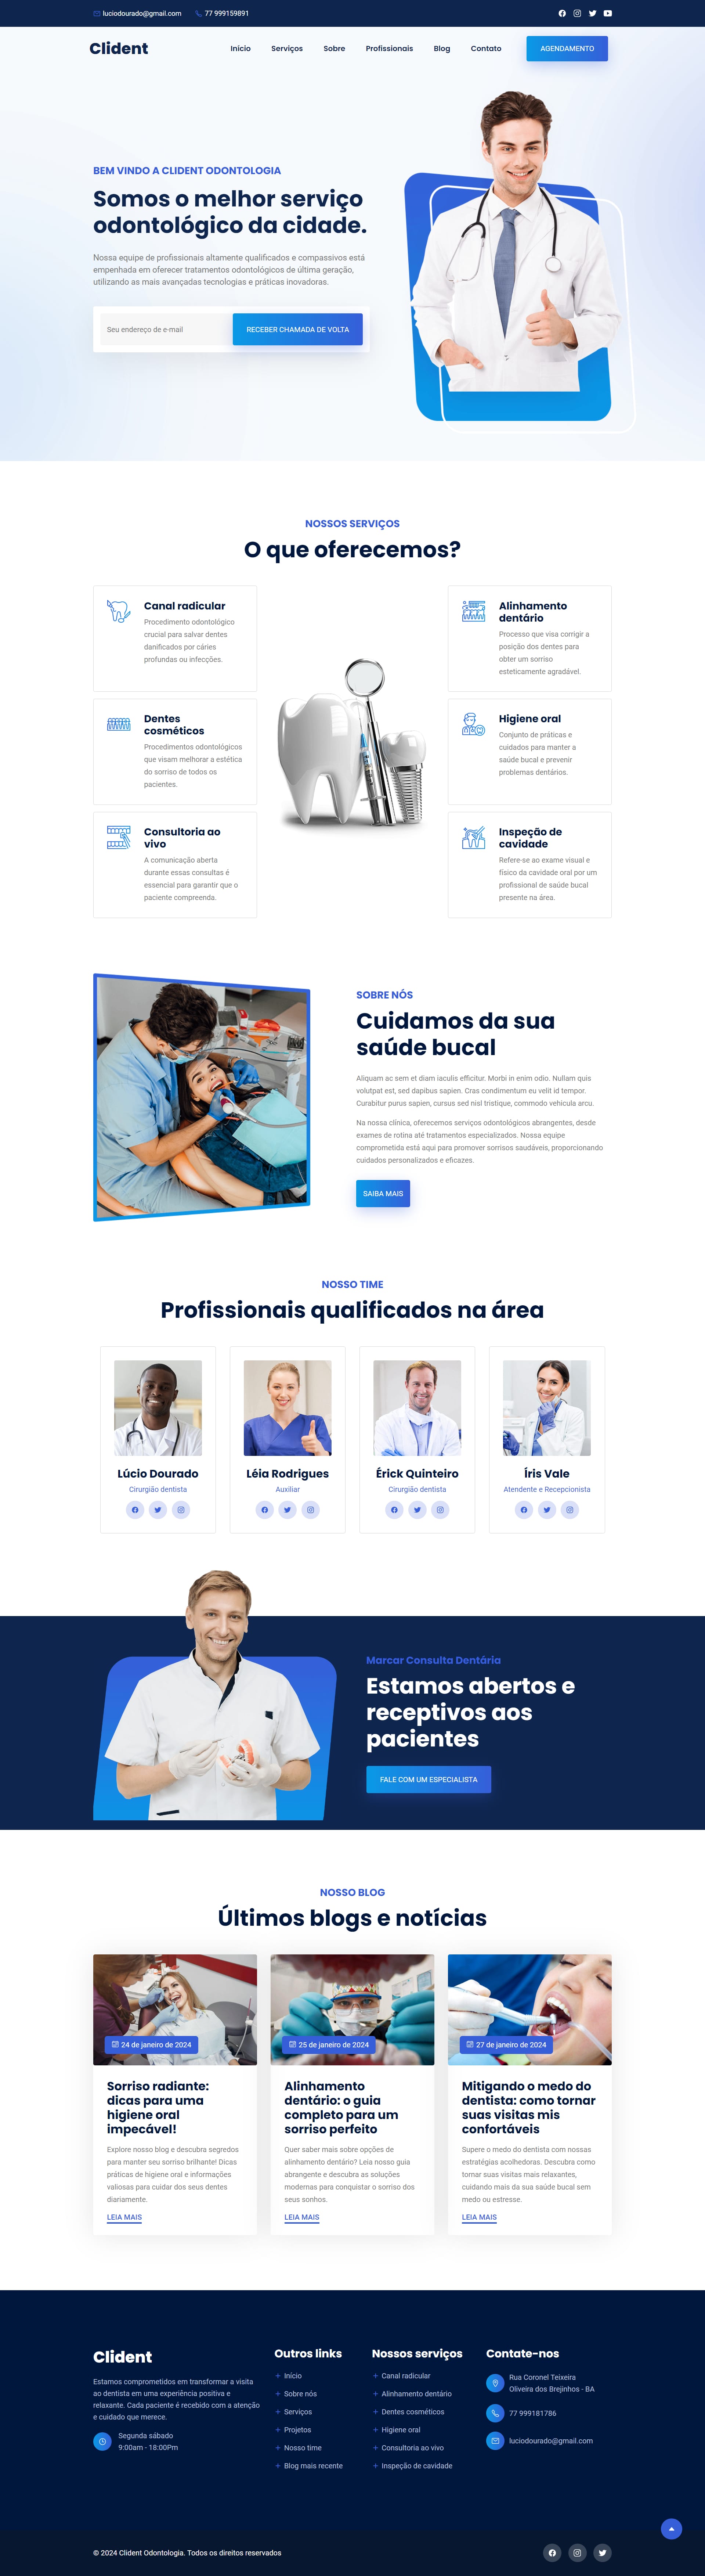 luciodourado@gmail.com 77 999159891
Clident Início Serviços Sobre Profissionais Blog Contato AGENDAMENTO
BEM VINDO A CLIDENT ODONTOLOGIA
Somos o melhor serviço
odontológico da cidade.
Nossa equipe de profissionais altamente qualificados e compassivos está
empenhada em oferecer tratamentos odontológicos de última geração,
utilizando as mais avançadas tecnologias e práticas inovadoras.
Seu endereço de e-mail RECEBER CHAMADA DE VOLTA
NOSSOS SERVIÇOS
O que oferecemos?
Canal radicular
Procedimento odontológico
crucial para salvar dentes
danificados por cáries
profundas ou infecções.
Dentes
cosméticos
Procedimentos odontológicos
que visam melhorar a estética
do sorriso de todos os
pacientes.
Consultoria ao
vivo
A comunicação aberta
durante essas consultas é
essencial para garantir que o
paciente compreenda.
Alinhamento
dentário
Processo que visa corrigir a
posição dos dentes para
obter um sorriso
esteticamente agradável.
Higiene oral
Conjunto de práticas e
cuidados para manter a
saúde bucal e prevenir
problemas dentários.
Inspeção de
cavidade
Refere-se ao exame visual e
físico da cavidade oral por um
profissional de saúde bucal
presente na área.
SOBRE NÓS
Cuidamos da sua
saúde bucal
Aliquam ac sem et diam iaculis efficitur. Morbi in enim odio. Nullam quis
volutpat est, sed dapibus sapien. Cras condimentum eu velit id tempor.
Curabitur purus sapien, cursus sed nisl tristique, commodo vehicula arcu.
Na nossa clínica, oferecemos serviços odontológicos abrangentes, desde
exames de rotina até tratamentos especializados. Nossa equipe
comprometida está aqui para promover sorrisos saudáveis, proporcionando
cuidados personalizados e eficazes.
SAIBA MAIS
NOSSO TIME
Profissionais qualificados na área
Lúcio Dourado
Cirurgião dentista
Léia Rodrigues
Auxiliar
Érick Quinteiro
Cirurgião dentista
Íris Vale
Atendente e Recepcionista
Marcar Consulta Dentária
Estamos abertos e
receptivos aos
pacientes
FALE COM UM ESPECIALISTA
NOSSO BLOG
Últimos blogs e notícias
24 de janeiro de 2024
Sorriso radiante:
dicas para uma
higiene oral
impecável!
Explore nosso blog e descubra segredos
para manter seu sorriso brilhante! Dicas
práticas de higiene oral e informações
valiosas para cuidar dos seus dentes
diariamente.
LEIA MAIS
25 de janeiro de 2024
Alinhamento
dentário: o guia
completo para um
sorriso perfeito
Quer saber mais sobre opções de
alinhamento dentário? Leia nosso guia
abrangente e descubra as soluções
modernas para conquistar o sorriso dos
seus sonhos.
LEIA MAIS
27 de janeiro de 2024
Mitigando o medo do
dentista: como tornar
suas visitas mis
confortáveis
Supere o medo do dentista com nossas
estratégias acolhedoras. Descubra como
tornar suas visitas mais relaxantes,
cuidando mais da sua saúde bucal sem
medo ou estresse.
LEIA MAIS
Clident
Estamos comprometidos em transformar a visita
ao dentista em uma experiência positiva e
relaxante. Cada paciente é recebido com a atenção
e cuidado que merece.
Segunda sábado
9:00am - 18:00Pm
Outros links
Início
Sobre nós
Serviços
Projetos
Nosso time
Blog mais recente
Nossos serviços
Canal radicular
Alinhamento dentário
Dentes cosméticos
Higiene oral
Consultoria ao vivo
Inspeção de cavidade
Contate-nos
Rua Coronel Teixeira
Oliveira dos Brejinhos - BA
77 999181786
luciodourado@gmail.com
© 2024 Clident Odontologia. Todos os direitos reservados